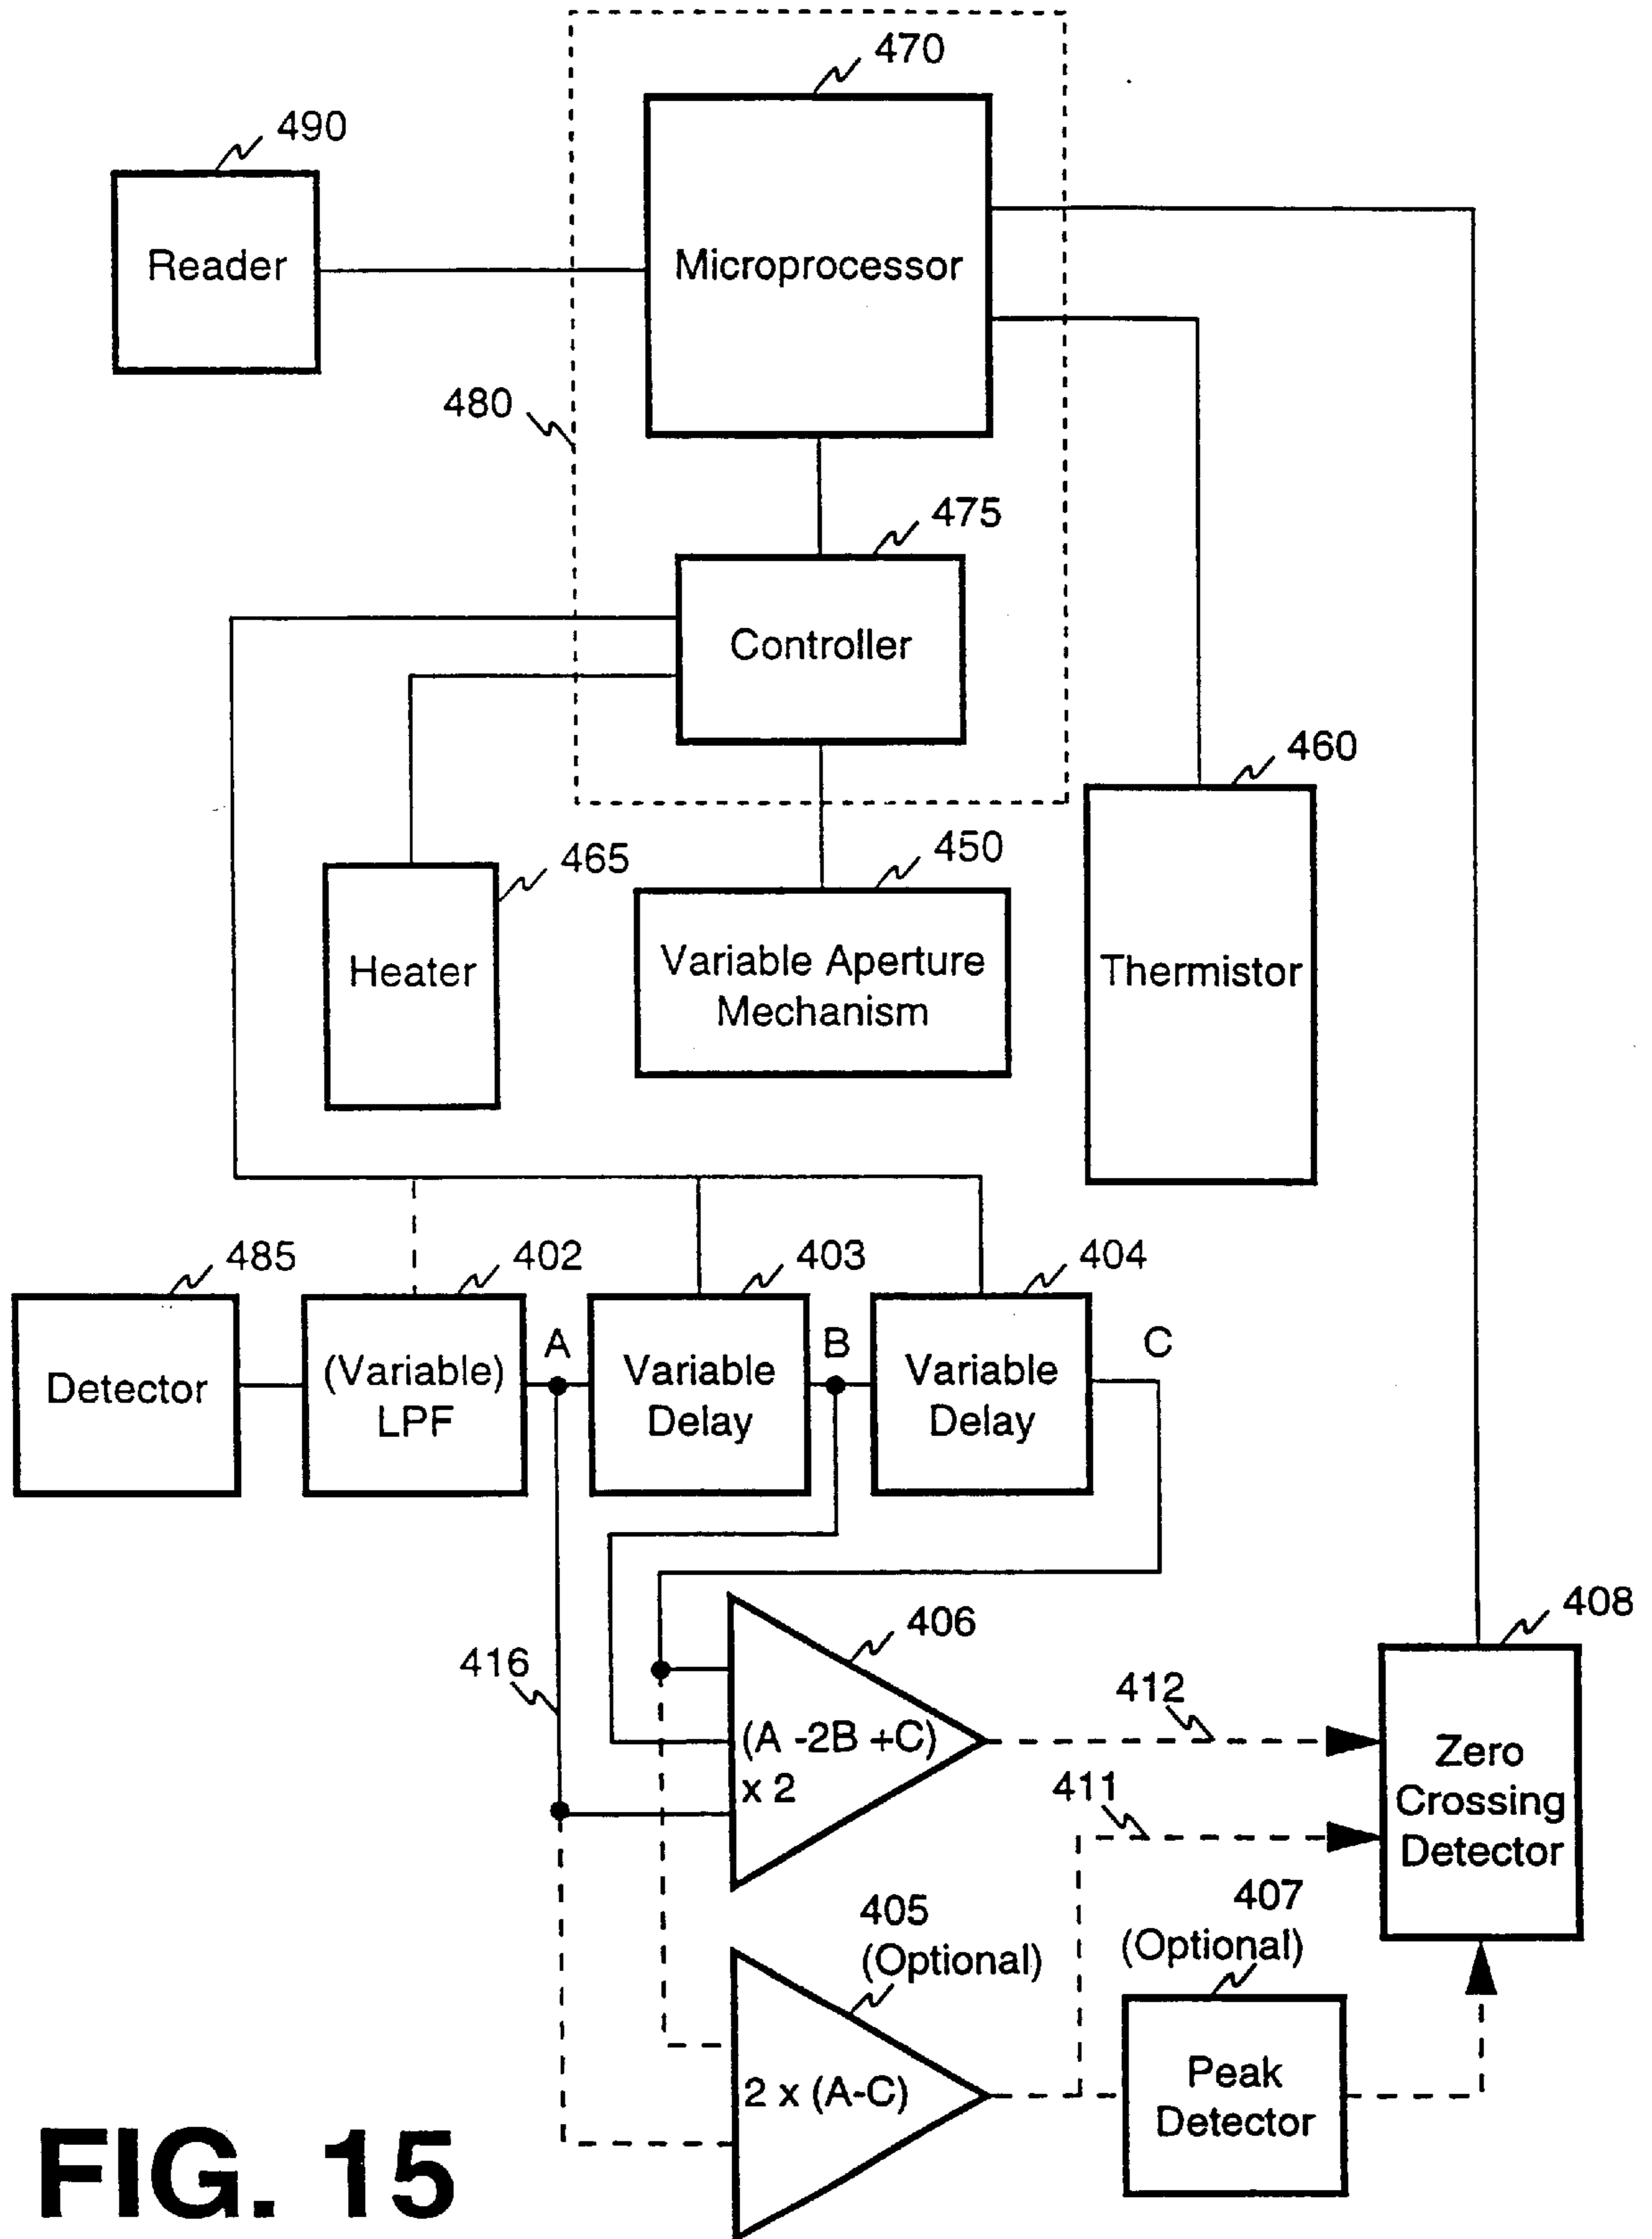 470
490
Reader
Microprocessor
480
475
Controller
460
465
450
Heater
Variable Aperture
Mechanism
Thermistor
485
402
403
404
A
B
C
Detector
(Variable)
LPF
Variable
Delay
Variable
Delay
408
406
416
412
(A -2B +C)
x 2
Zero
Crossing
Detector
411
405
(Optional)
407
(Optional)
2 x (A-C)
Peak
Detector
FIG. 15